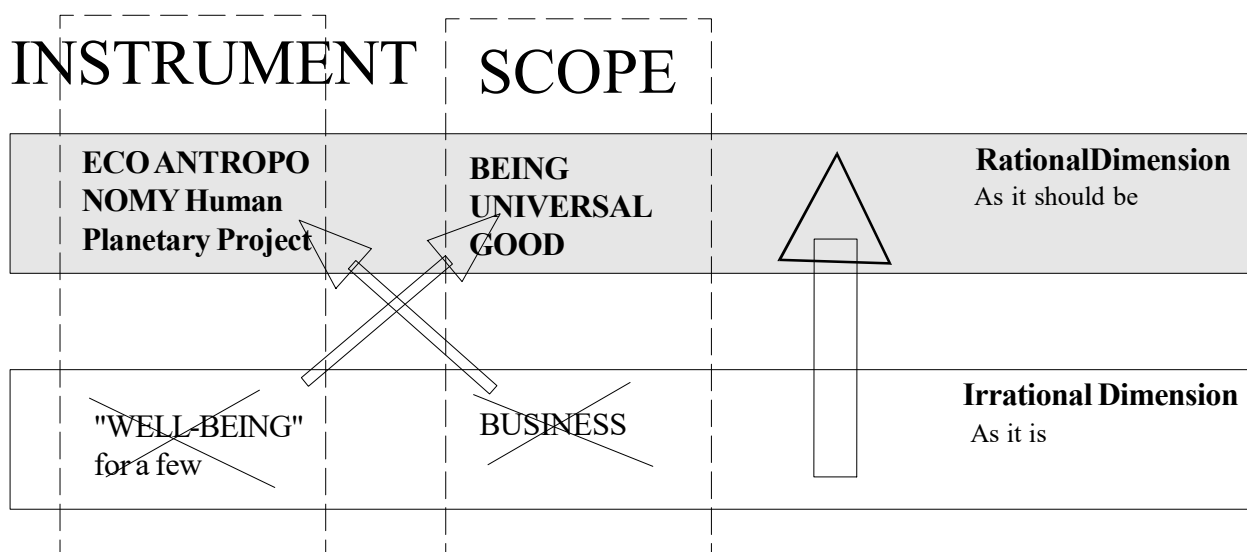 INSTRUMENT
SCOPE
ECO ANTROPO
NOMY Human
Planetary Project
BEING
UNIVERSAL
GOOD
RationalDimension
As it should be
"WELL-BEING"
for a few
BUSINESS
Irrational Dimension
As it is